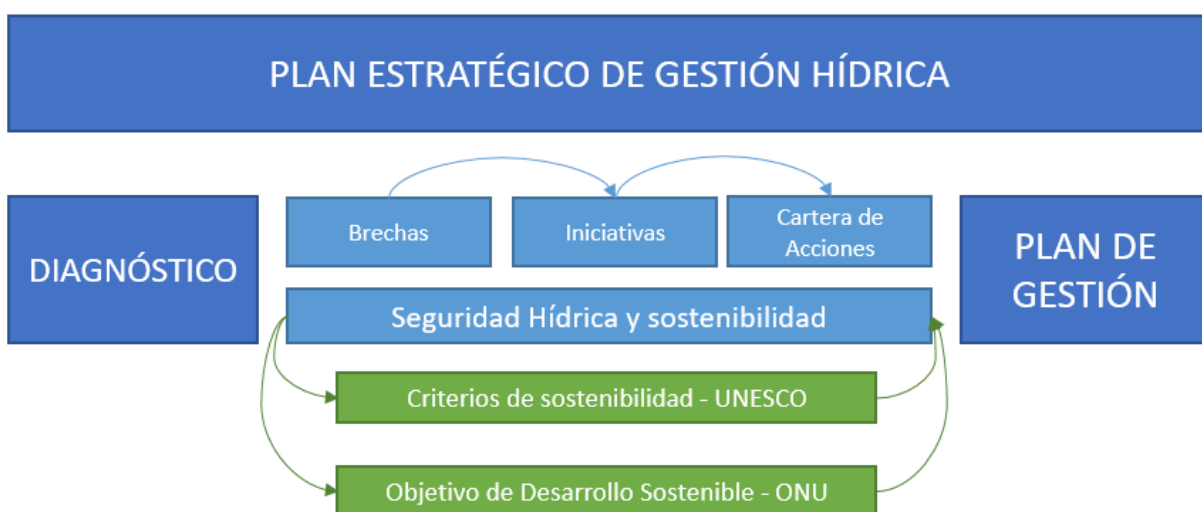 PLAN ESTRATÉGICO DE GESTIÓN HÍDRICA
DIAGNÓSTICO
Brechas
Iniciativas
Cartera de
Acciones
PLAN DE
GESTIÓN
Seguridad Hídrica y sostenibilidad
Criterios de sostenibilidad - UNESCO
Objetivo de Desarrollo Sostenible - ONU